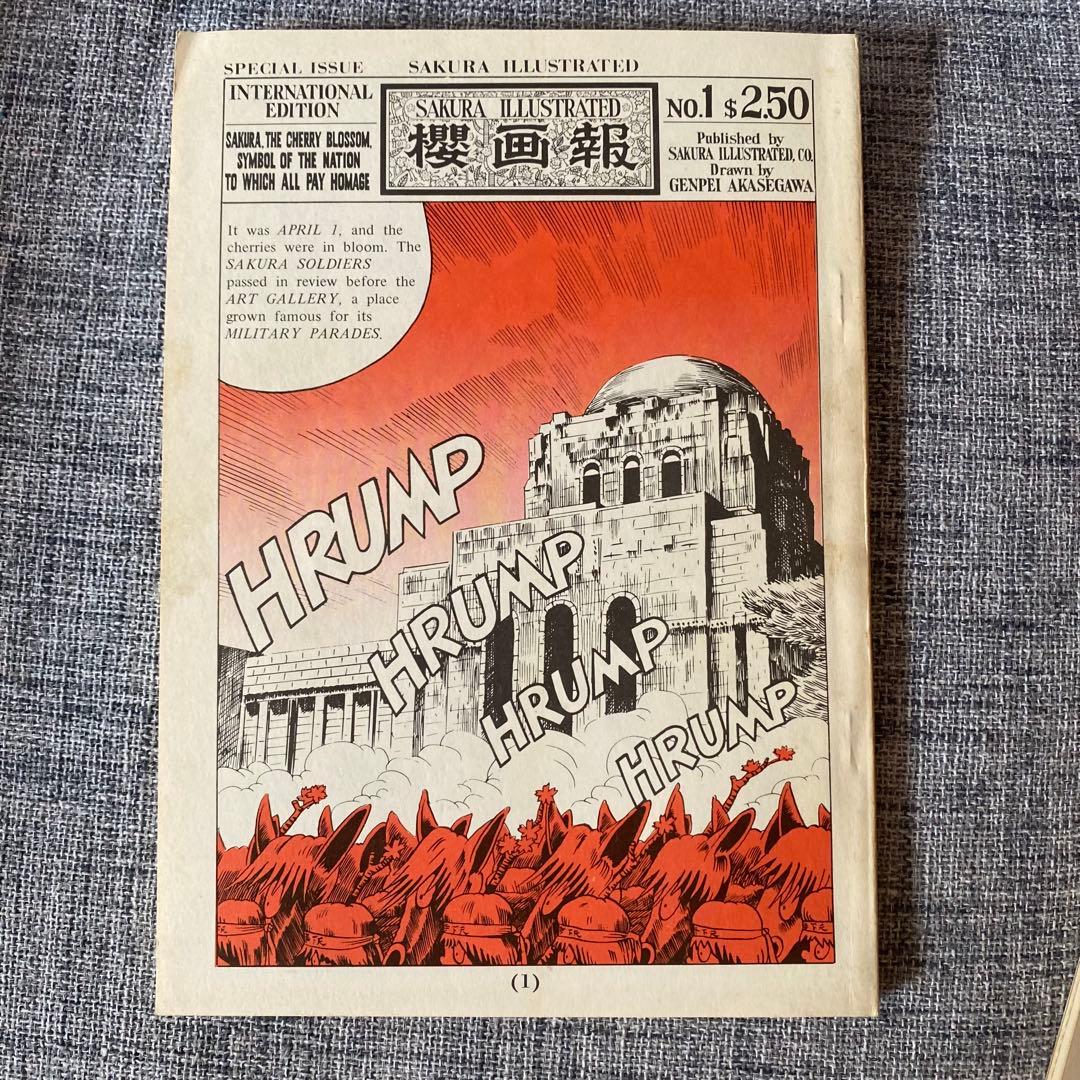 SPECIAL ISSUE SAKURA ILLUSTRATED
INTERNATIONAL
EDITION
SAKURA, THE CHERRY BLOSSOM,
SYMBOL OF THE NATION
TO WHICH ALL PAY HOMAGE
SAKURA ILLUSTRATED
櫻画報
NO.1 $2.50
Published by
SAKURA ILLUSTRATED, CO.
Drawn by
GENPEI AKASEGAWA
It was APRIL 1, and the
cherries were in bloom. The
SAKURA SOLDIERS
passed in review before the
ART GALLERY, a place
grown famous for its
MILITARY PARADES.
HRUMP
HRUMP
HRUMP
HRUMP
(1)